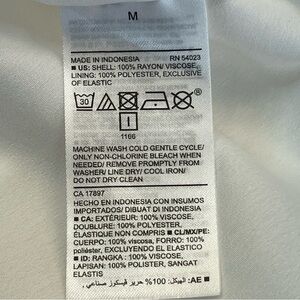 M
MADE IN INDONESIA RN 54023
■ US: SHELL: 100% RAYON/ VISCOSE,
LINING: 100% POLYESTER, EXCLUSIVE
OF ELASTIC
30
®
1166
MACHINE WASH COLD GENTLE CYCLE/
ONLY NON-CHLORINE BLEACH WHEN
NEEDED/ REMOVE PROMPTLY FROM
WASHER/ LINE DRY/ COOL IRON/
DO NOT DRY CLEAN
CA 17897
HECHO EN INDONESIA CON INSUMOS
IMPORTADOS/ DIBUAT DI INDONESIA
■ CA: EXTÉRIEUR: 100% VISCOSE,
DOUBLURE: 100% POLYESTER,
ÉLASTIQUE NON COMPRIS ■ CL/MX/PE:
CUERPO: 100% viscosa, FORRO: 100%
poliéster, EXCLUYENDO EL ELASTICO
■ ID: RANGKA: 100% VISCOSE,
LAPISAN: 100% POLISTER, SANGAT
ELASTIS
■ AE: الهيكل: 100% حرير فيسكوز صناعي،